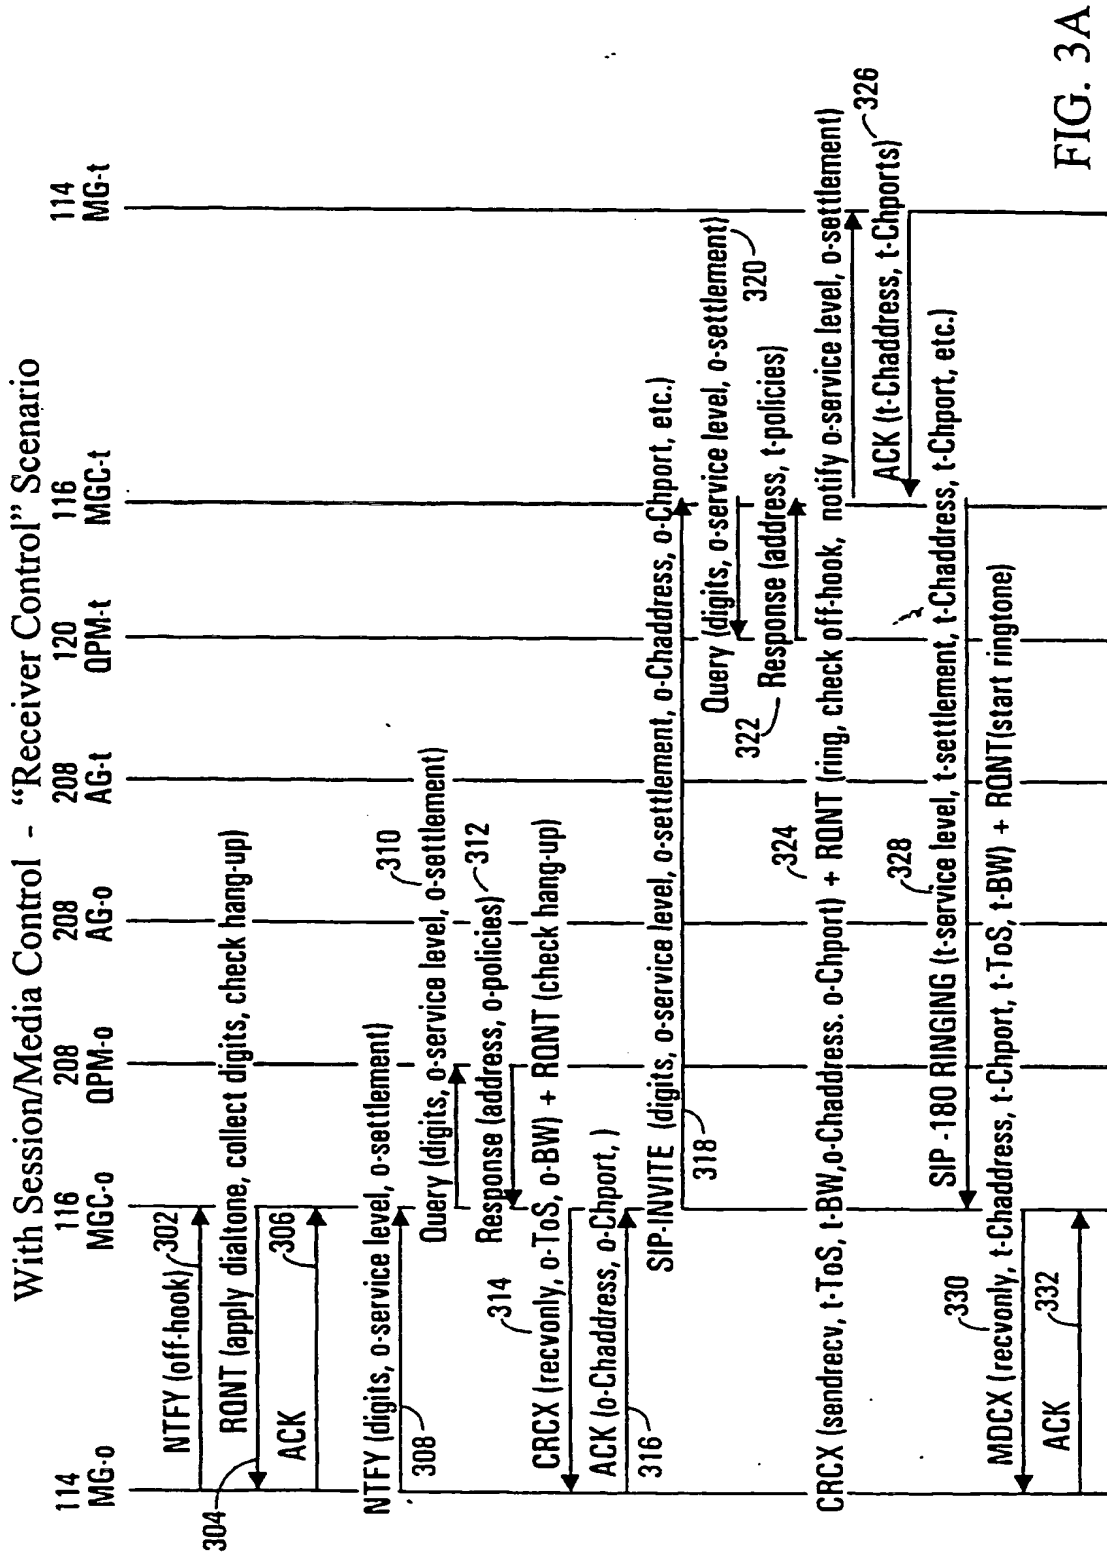 With Session/Media Control - “Receiver Control” Scenario
114
MG-o
116
MGC-o
208
QPM-o
208
AG-o
208
AG-t
120
QPM-t
116
MGC-t
114
MG-t
NTFY (off-hook)
302
304
RQNT (apply dialtone, collect digits, check hang-up)
ACK
306
NTFY (digits, o-service level, o-settlement)
308
Query (digits, o-service level, o-settlement)
310
Response (address, o-policies)
312
314
CRCX (recvonly, o-ToS, o-BW) + RQNT (check hang-up)
ACK (o-Chaddress, o-Chport, )
316
SIP-INVITE (digits, o-service level, o-settlement, o-Chaddress, o-Chport, etc.)
318
Query (digits, o-service level, o-settlement)
320
322
Response (address, t-policies)
324
CRCX (sendrecv, t-ToS, t-BW,o-Chaddress. o-Chport) + RQNT (ring, check off-hook, notify o-service level, o-settlement)
ACK (t-Chaddress, t-Chports)
326
328
SIP -180 RINGING (t-service level, t-settlement, t-Chaddress, t-Chport, etc.)
330
MDCX (recvonly, t-Chaddress, t-Chport, t-ToS, t-BW) + RQNT(start ringtone)
ACK
332
FIG. 3A